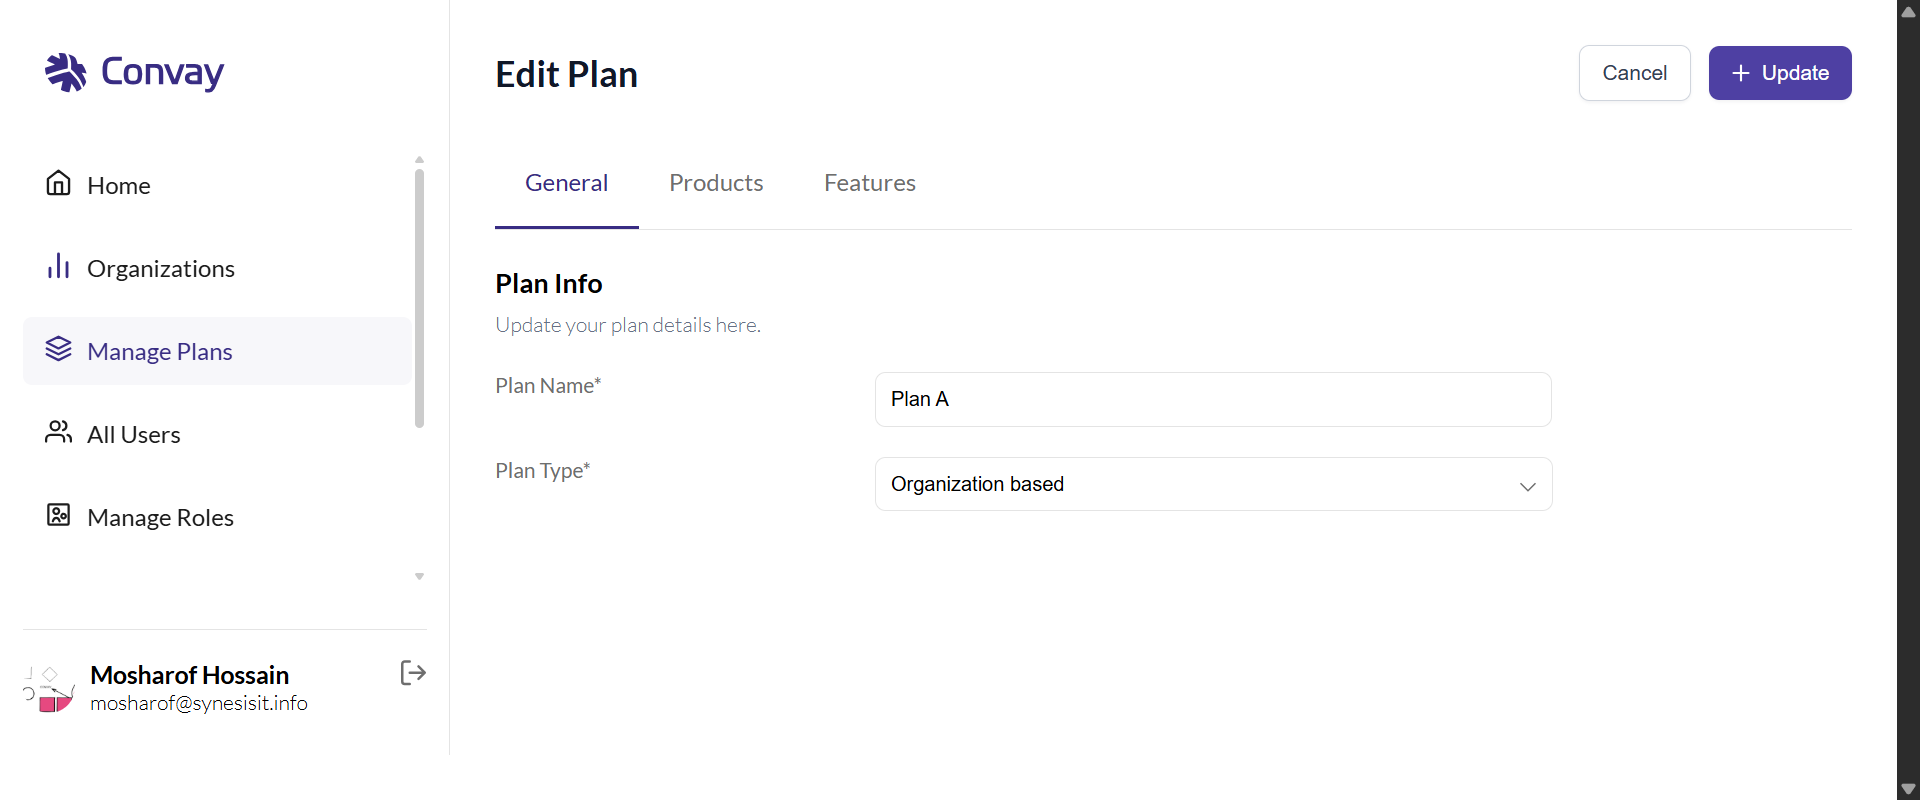 Convay
Home
Organizations
Manage Plans
All Users
Manage Roles
Mosharof Hossain
mosharof@synesisit.info
Edit Plan
Cancel
+ Update
General
Products
Features
Plan Info
Update your plan details here.
Plan Name*
Plan A
Plan Type*
Organization based